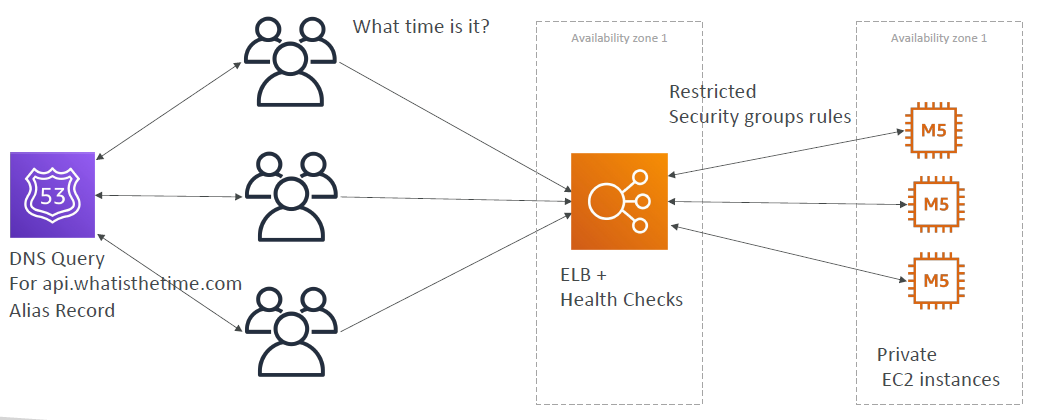 What time is it?
Availability zone 1
Availability zone 1
Restricted
Security groups rules
M5
53
M5
DNS Query
For api.whatisthetime.com
Alias Record
ELB +
Health Checks
M5
Private
EC2 instances